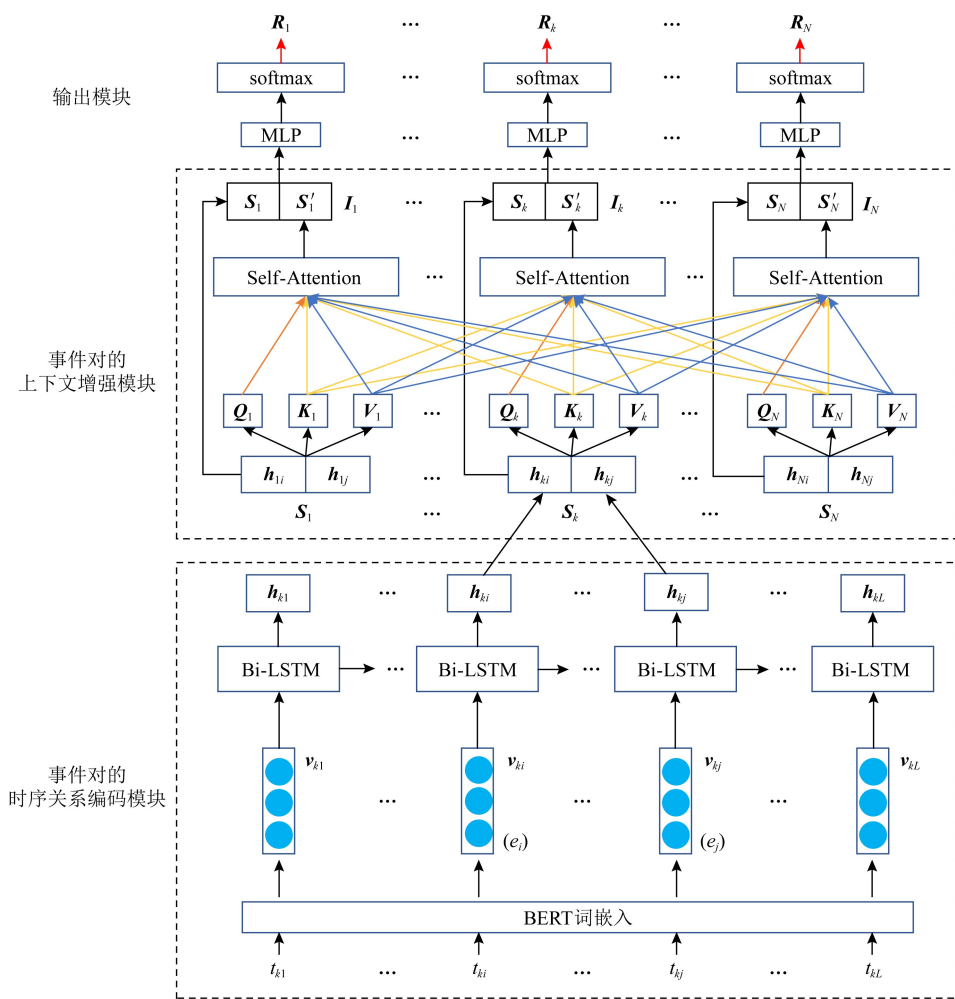 R1 … Rk … RN
softmax … softmax … softmax
输出模块
MLP … MLP … MLP
S1 S′1 I1 … Sk S′k Ik … SN S′N IN
Self-Attention … Self-Attention … Self-Attention
事件对的
上下文增强模块
Q1 K1 V1 … Qk Kk Vk … QN KN VN
h1i h1j … hki hkj … hNi hNj
S1 … Sk … SN
hk1 … hki … hkj … hkL
Bi-LSTM … Bi-LSTM … Bi-LSTM … Bi-LSTM
vk1 vki vkj vkL
事件对的
时序关系编码模块
… … …
(ei) (ej)
BERT词嵌入
tk1 … tki … tkj … tkL